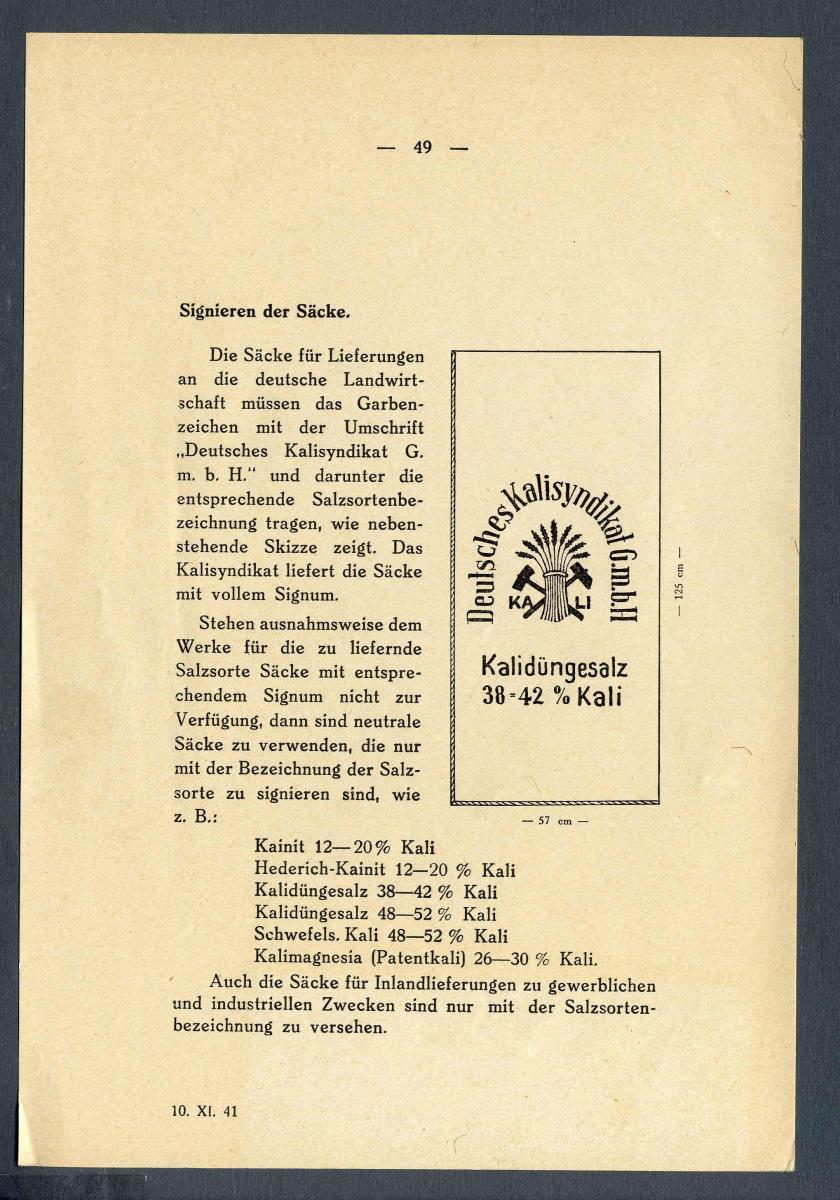 — 49 —
Signieren der Säcke.
Die Säcke für Lieferungen
an die deutsche Landwirt-
schaft müssen das Garben-
zeichen mit der Umschrift
„Deutsches Kalisyndikat G.
m. b. H.“ und darunter die
entsprechende Salzsortenbe-
zeichnung tragen, wie neben-
stehende Skizze zeigt. Das
Kalisyndikat liefert die Säcke
mit vollem Signum.
Stehen ausnahmsweise dem
Werke für die zu liefernde
Salzsorte Säcke mit entspre-
chendem Signum nicht zur
Verfügung, dann sind neutrale
Säcke zu verwenden, die nur
mit der Bezeichnung der Salz-
sorte zu signieren sind, wie
z. B.:
Deutsches Kalisyndikat G.m.b.H
KA LI
Kalidüngesalz
38-42 % Kali
— 125 cm —
— 57 cm —
Kainit 12—20% Kali
Hederich-Kainit 12—20 % Kali
Kalidüngesalz 38—42 % Kali
Kalidüngesalz 48—52 % Kali
Schwefels. Kali 48—52 % Kali
Kalimagnesia (Patentkali) 26—30 % Kali.
Auch die Säcke für Inlandlieferungen zu gewerblichen
und industriellen Zwecken sind nur mit der Salzsorten-
bezeichnung zu versehen.
10. XI. 41